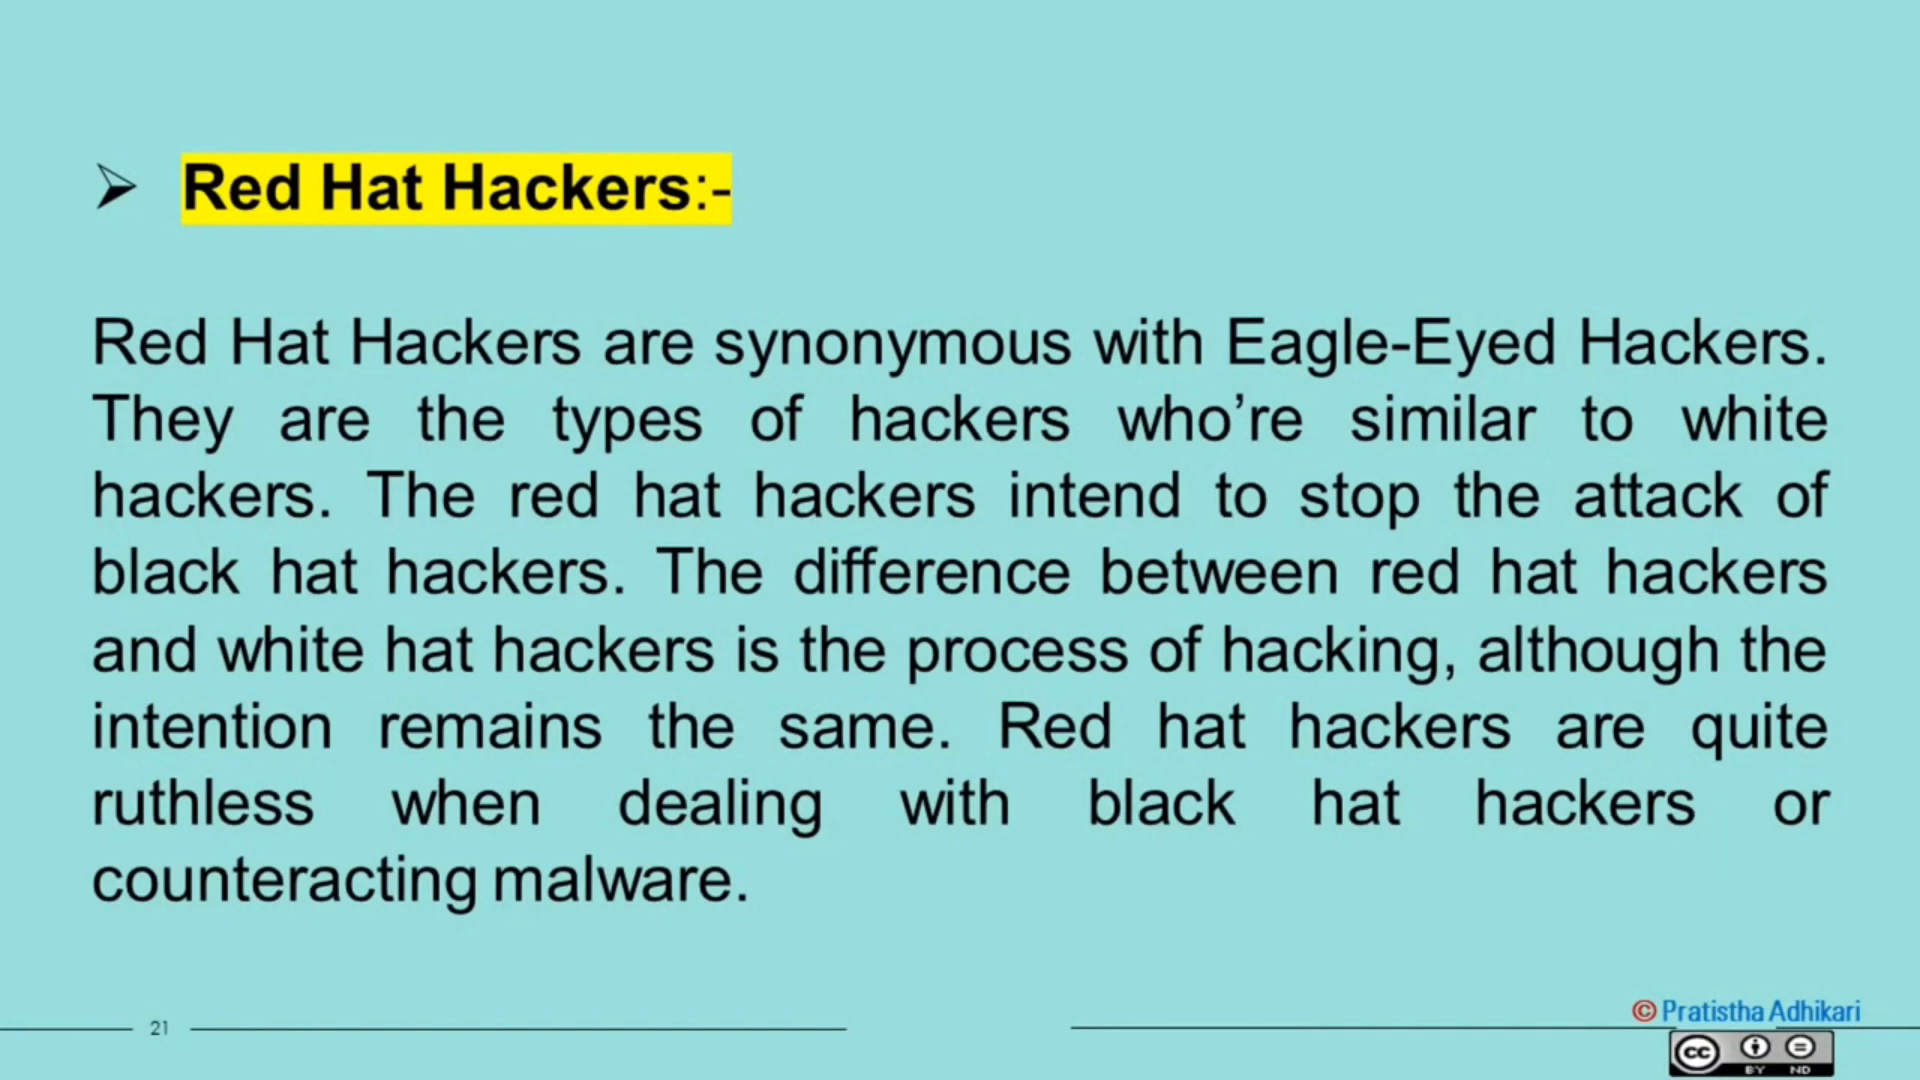 ➢ Red Hat Hackers:-
Red Hat Hackers are synonymous with Eagle-Eyed Hackers.
They are the types of hackers who’re similar to white
hackers. The red hat hackers intend to stop the attack of
black hat hackers. The difference between red hat hackers
and white hat hackers is the process of hacking, although the
intention remains the same. Red hat hackers are quite
ruthless when dealing with black hat hackers or
counteracting malware.
21
© Pratistha Adhikari
cc BY ND